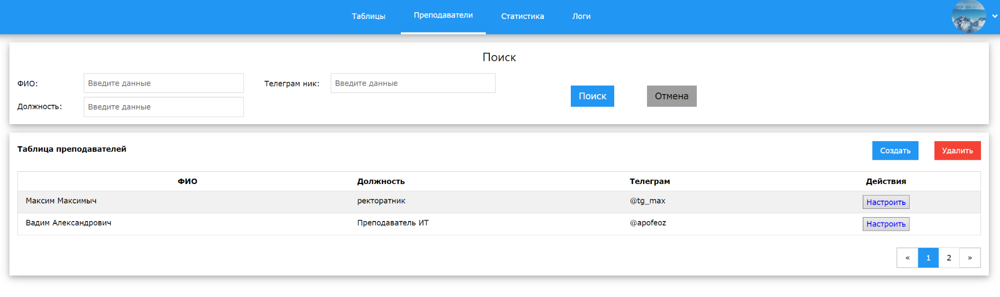 Таблицы Преподаватели Статистика Логи
Поиск
ФИО: Введите данные Телеграм ник: Введите данные
Поиск Отмена
Должность: Введите данные
Таблица преподавателей Создать Удалить
ФИО Должность Телеграм Действия
Максим Максимыч ректоратник @tg_max Настроить
Вадим Александрович Преподаватель ИТ @apofeoz Настроить
« 1 2 »